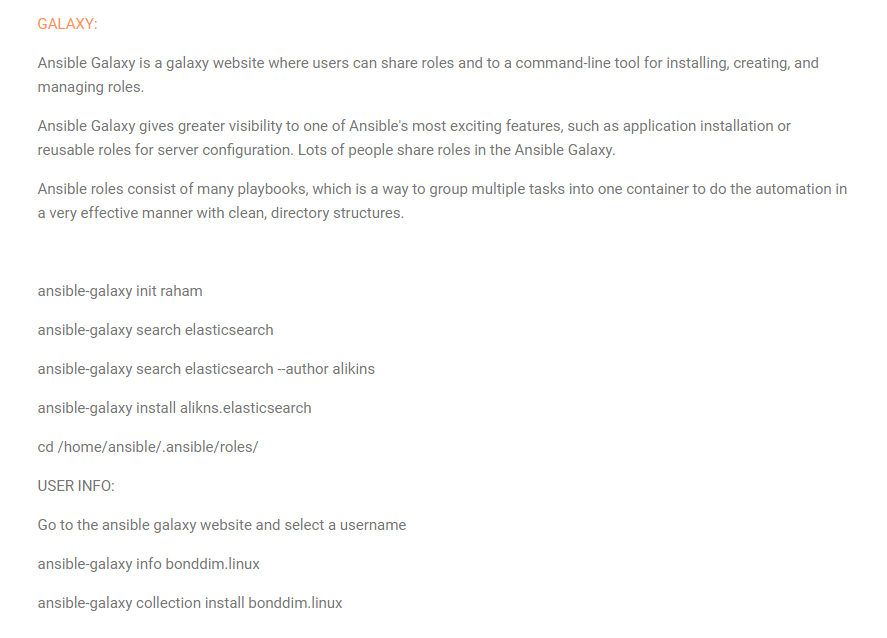 GALAXY:
Ansible Galaxy is a galaxy website where users can share roles and to a command-line tool for installing, creating, and
managing roles.
Ansible Galaxy gives greater visibility to one of Ansible's most exciting features, such as application installation or
reusable roles for server configuration. Lots of people share roles in the Ansible Galaxy.
Ansible roles consist of many playbooks, which is a way to group multiple tasks into one container to do the automation in
a very effective manner with clean, directory structures.
ansible-galaxy init raham
ansible-galaxy search elasticsearch
ansible-galaxy search elasticsearch --author alikins
ansible-galaxy install alikns.elasticsearch
cd /home/ansible/.ansible/roles/
USER INFO:
Go to the ansible galaxy website and select a username
ansible-galaxy info bonddim.linux
ansible-galaxy collection install bonddim.linux